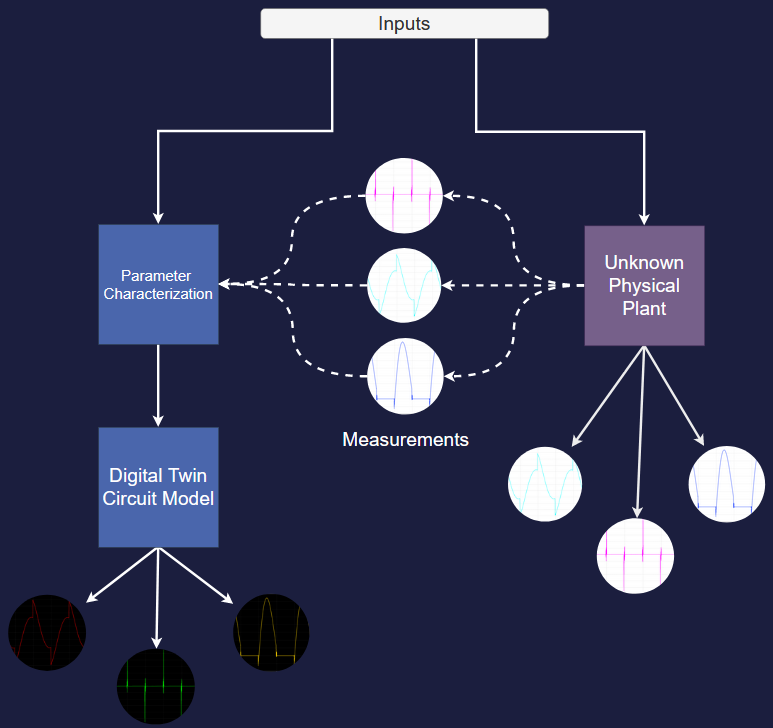 Inputs
Parameter
Characterization
Unknown
Physical
Plant
Measurements
Digital Twin
Circuit Model